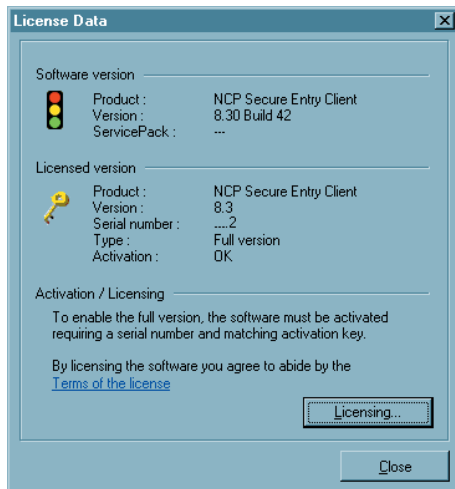 License Data
Software version
Product : NCP Secure Entry Client
Version : 8.30 Build 42
ServicePack : ---
Licensed version
Product : NCP Secure Entry Client
Version : 8.3
Serial number : ....2
Type : Full version
Activation : OK
Activation / Licensing
To enable the full version, the software must be activated
requiring a serial number and matching activation key.
By licensing the software you agree to abide by the
Terms of the license
Licensing...
Close